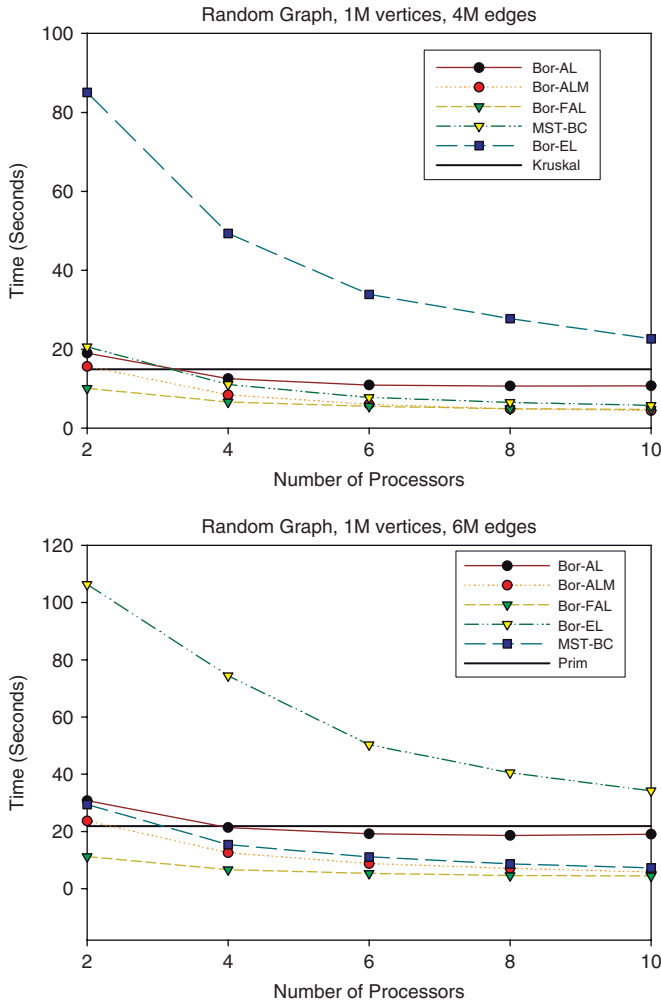 Random Graph, 1M vertices, 4M edges
100
80
60
40
20
0
Time (Seconds)
Bor-AL
Bor-ALM
Bor-FAL
MST-BC
Bor-EL
Kruskal
2 4 6 8 10
Number of Processors
Random Graph, 1M vertices, 6M edges
120
100
80
60
40
20
0
Time (Seconds)
Bor-AL
Bor-ALM
Bor-FAL
Bor-EL
MST-BC
Prim
2 4 6 8 10
Number of Processors